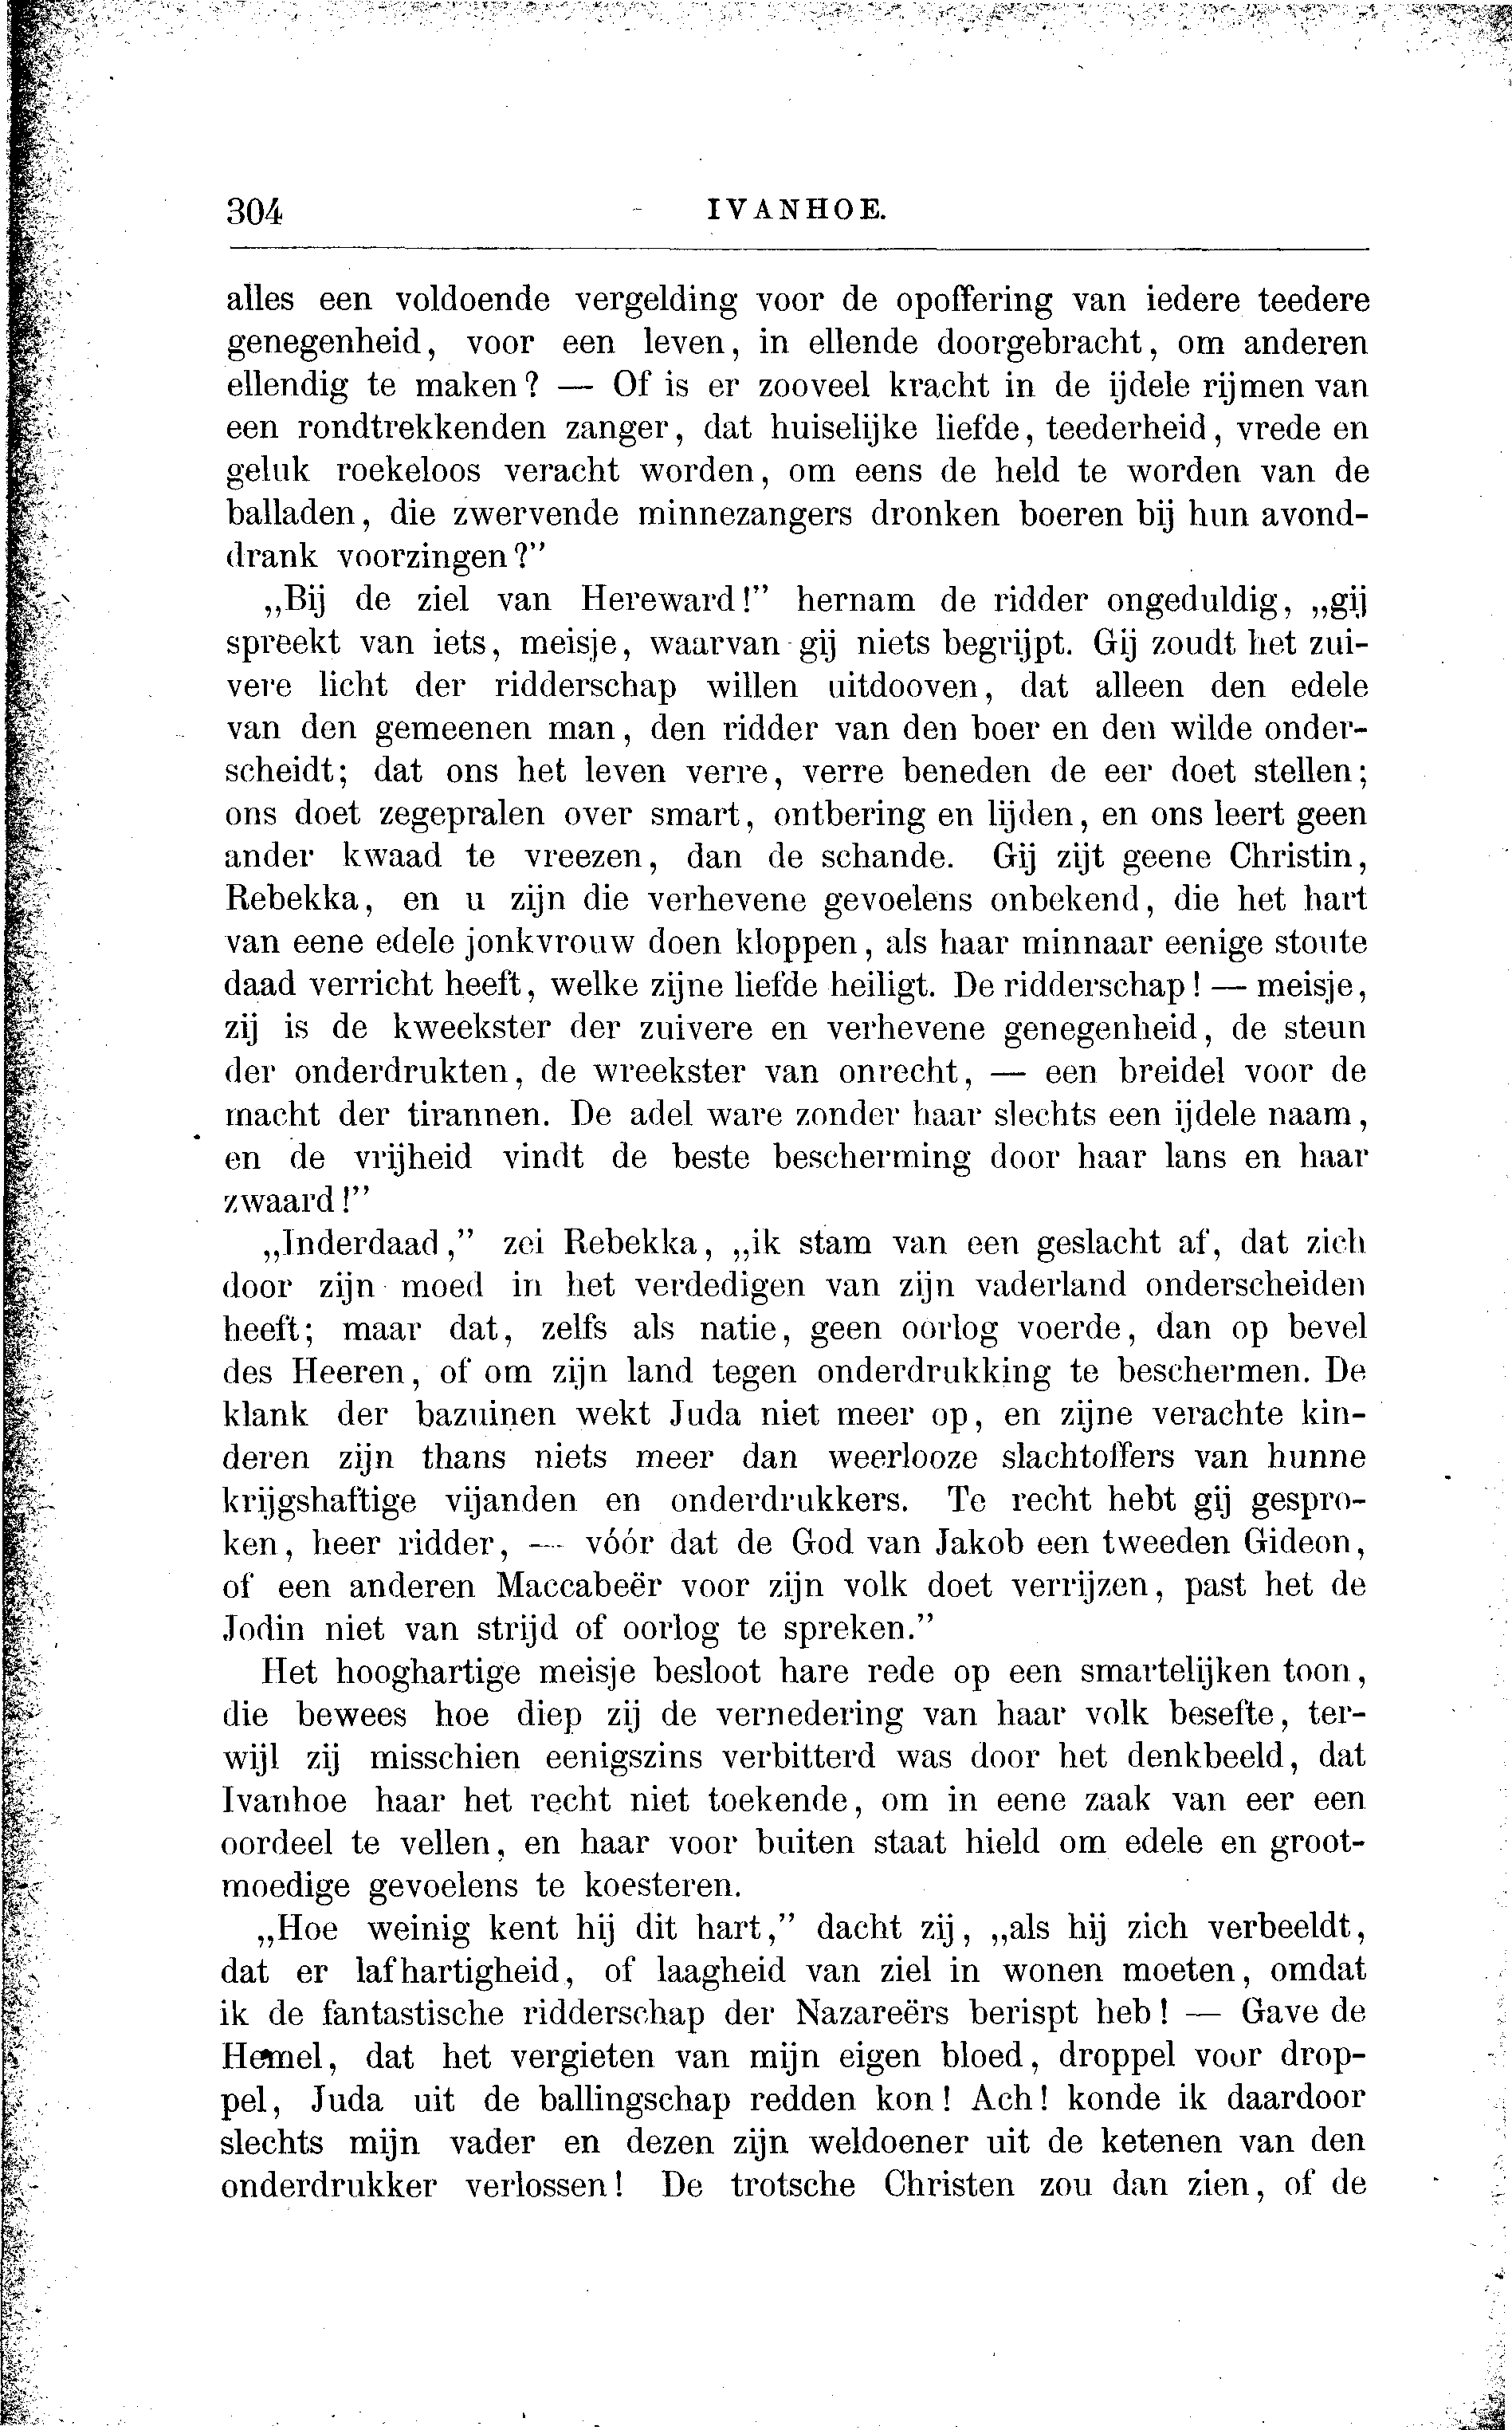 304 IVANHOE.
alles een voldoende vergelding voor de opoffering van iedere teedere
genegenheid, voor een leven, in ellende doorgebracht, om anderen
ellendig te maken? — Of is er zooveel kracht in de ijdele rijmen van
een rondtrekkenden zanger, dat huiselijke liefde, teederheid, vrede en
geluk roekeloos veracht worden, om eens de held te worden van de
balladen, die zwervende minnezangers dronken boeren bij hun avond-
drank voorzingen?”
„Bij de ziel van Hereward!” hernam de ridder ongeduldig, „gij
spreekt van iets, meisje, waarvan gij niets begrijpt. Gij zoudt het zui-
vere licht der ridderschap willen uitdooven, dat alleen den edele
van den gemeenen man, den ridder van den boer en den wilde onder-
scheidt; dat ons het leven verre, verre beneden de eer doet stellen;
ons doet zegepralen over smart, ontbering en lijden, en ons leert geen
ander kwaad te vreezen, dan de schande. Gij zijt geene Christin,
Rebekka, en u zijn die verhevene gevoelens onbekend, die het hart
van eene edele jonkvrouw doen kloppen, als haar minnaar eenige stoute
daad verricht heeft, welke zijne liefde heiligt. De ridderschap! — meisje,
zij is de kweekster der zuivere en verhevene genegenheid, de steun
der onderdrukten, de wreekster van onrecht, — een breidel voor de
macht der tirannen. De adel ware zonder haar slechts een ijdele naam,
en de vrijheid vindt de beste bescherming door haar lans en haar
zwaard!”
„Inderdaad,” zei Rebekka, „ik stam van een geslacht af, dat zich
door zijn moed in het verdedigen van zijn vaderland onderscheiden
heeft; maar dat, zelfs als natie, geen oorlog voerde, dan op bevel
des Heeren, of om zijn land tegen onderdrukking te beschermen. De
klank der bazuinen wekt Juda niet meer op, en zijne verachte kin-
deren zijn thans niets meer dan weerlooze slachtoffers van hunne
krijgshaftige vijanden en onderdrukkers. Te recht hebt gij gespro-
ken, heer ridder, — vóór dat de God van Jakob een tweeden Gideon,
of een anderen Maccabeër voor zijn volk doet verrijzen, past het de
Jodin niet van strijd of oorlog te spreken.”
Het hooghartige meisje besloot hare rede op een smartelijken toon,
die bewees hoe diep zij de vernedering van haar volk besefte, ter-
wijl zij misschien eenigszins verbitterd was door het denkbeeld, dat
Ivanhoe haar het recht niet toekende, om in eene zaak van eer een
oordeel te vellen, en haar voor buiten staat hield om edele en groot-
moedige gevoelens te koesteren.
„Hoe weinig kent hij dit hart,” dacht zij, „als hij zich verbeeldt,
dat er lafhartigheid, of laagheid van ziel in wonen moeten, omdat
ik de fantastische ridderschap der Nazareërs berispt heb! — Gave de
Hemel, dat het vergieten van mijn eigen bloed, droppel voor drop-
pel, Juda uit de ballingschap redden kon! Ach! konde ik daardoor
slechts mijn vader en dezen zijn weldoener uit de ketenen van den
onderdrukker verlossen! De trotsche Christen zou dan zien, of de